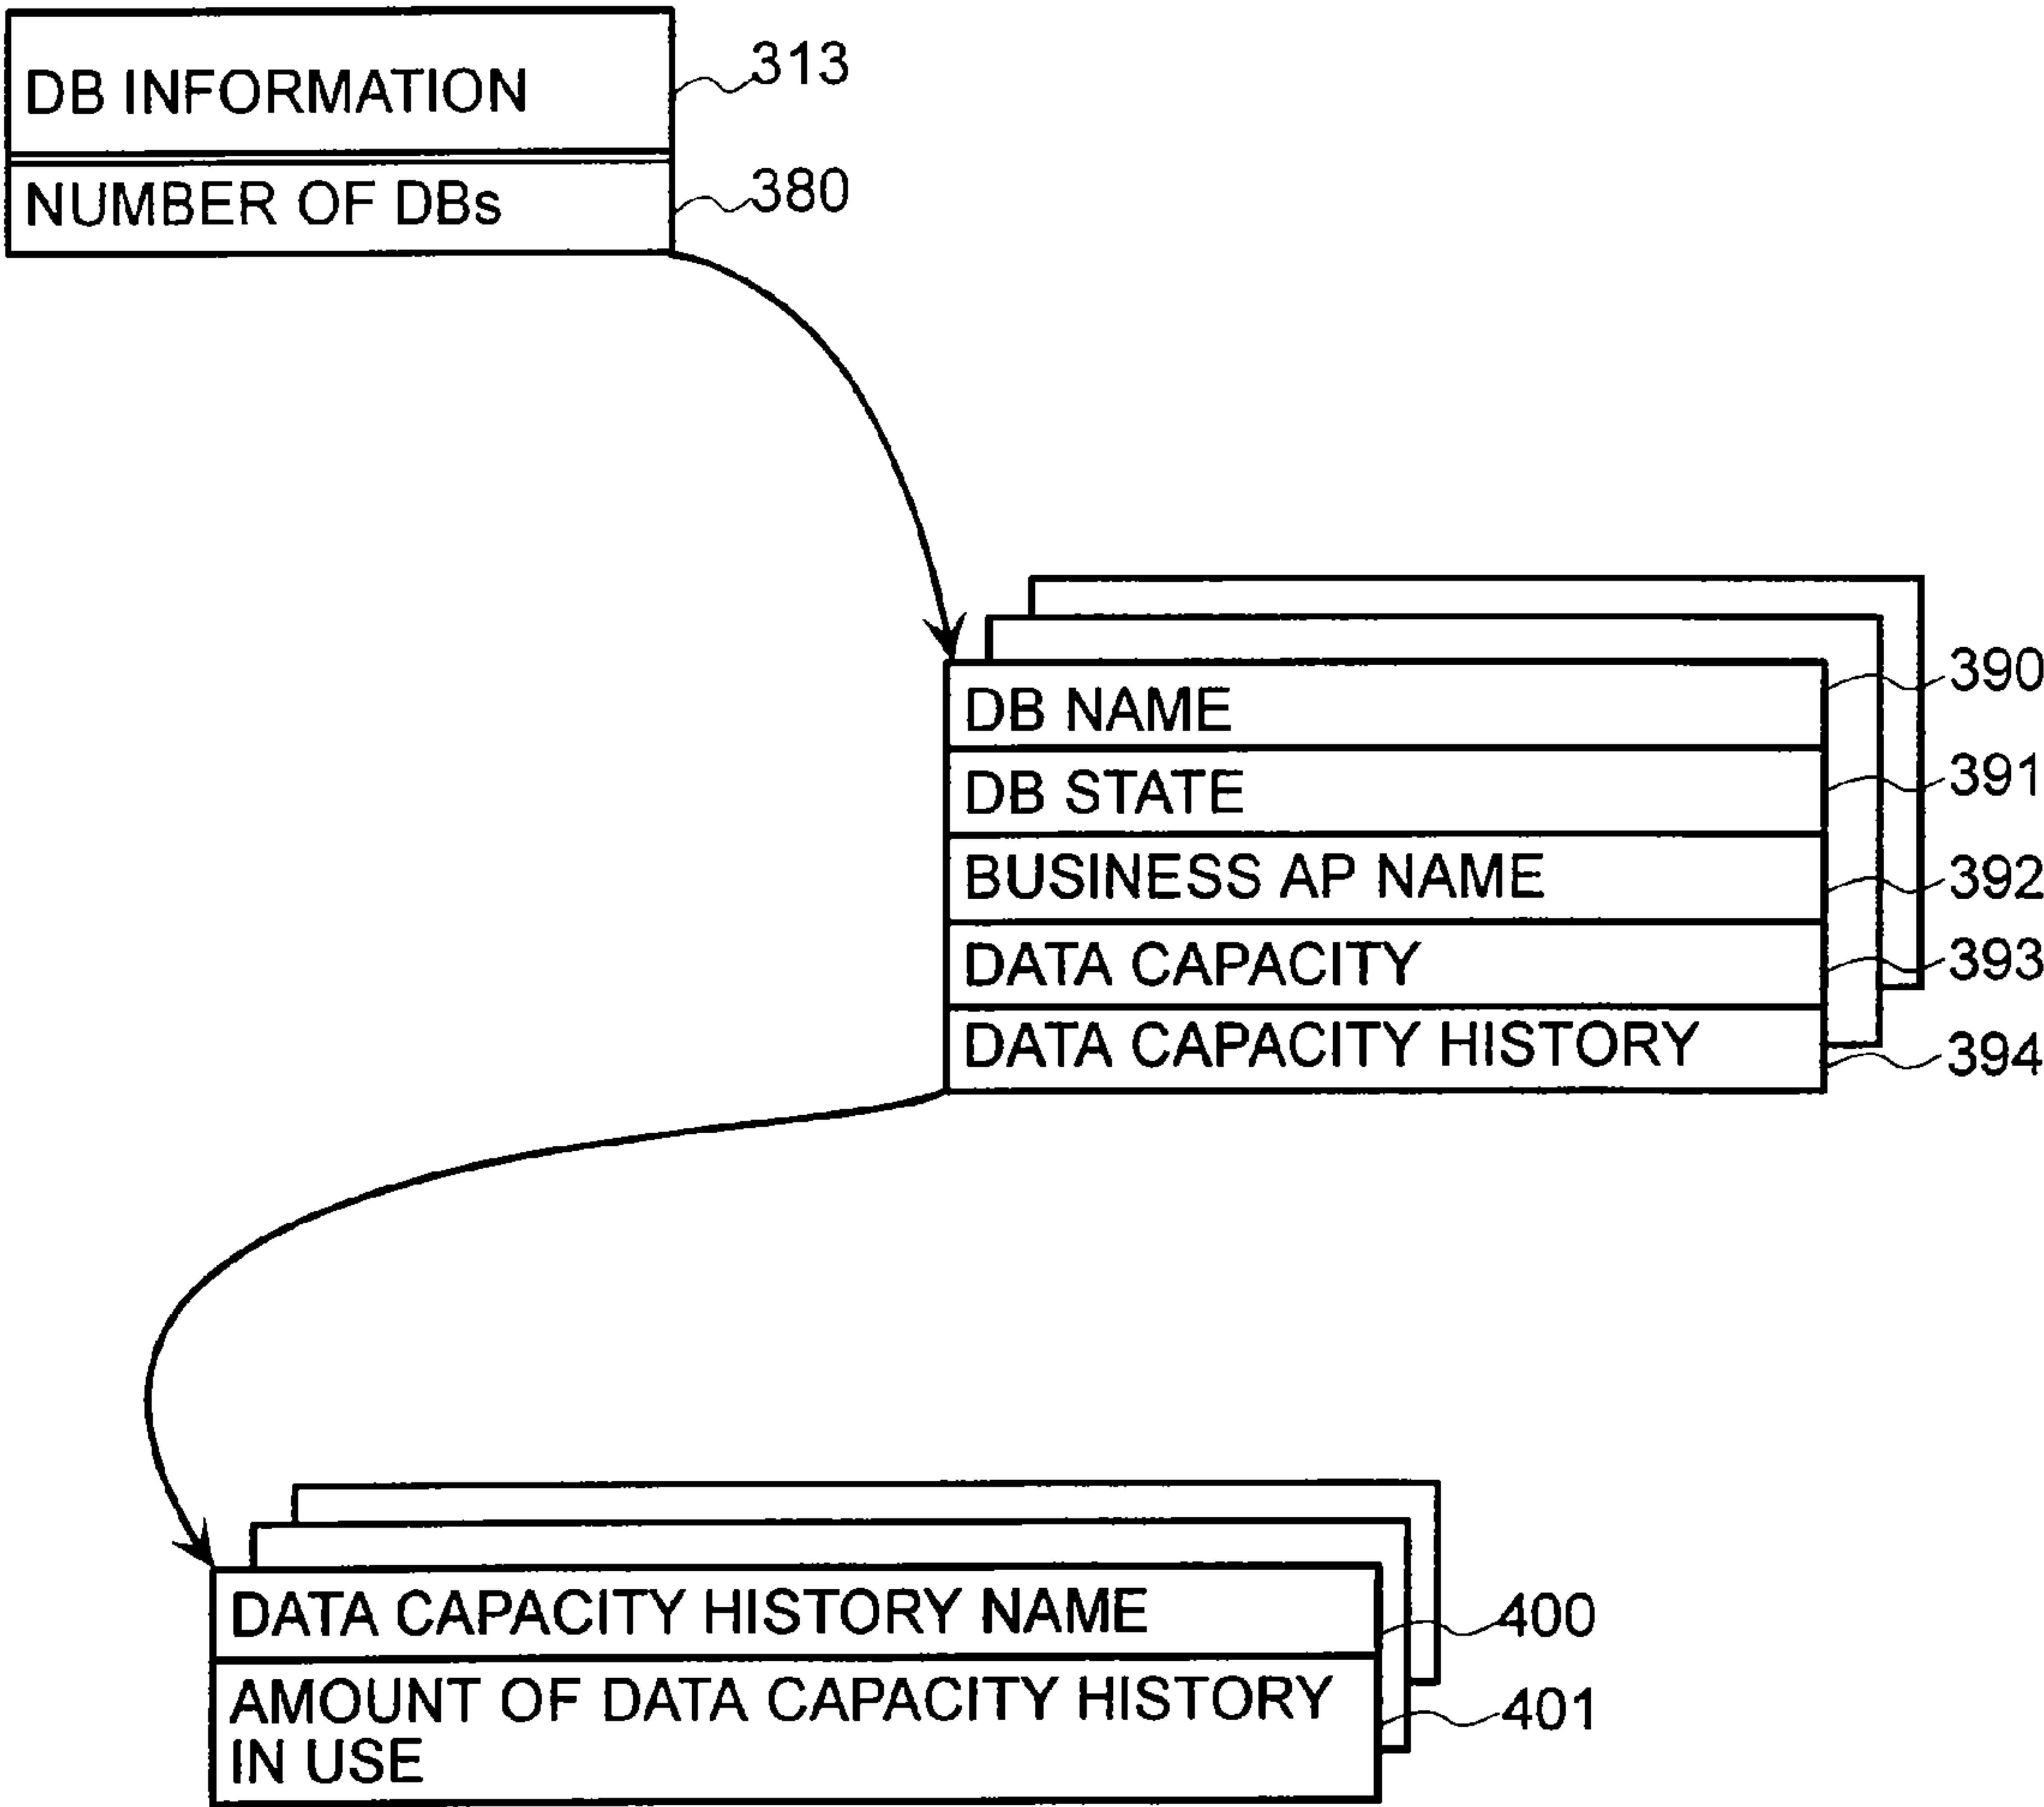 DB INFORMATION
313
NUMBER OF DBs
380
DB NAME
390
DB STATE
391
BUSINESS AP NAME
392
DATA CAPACITY
393
DATA CAPACITY HISTORY
394
DATA CAPACITY HISTORY NAME
400
AMOUNT OF DATA CAPACITY HISTORY
IN USE
401